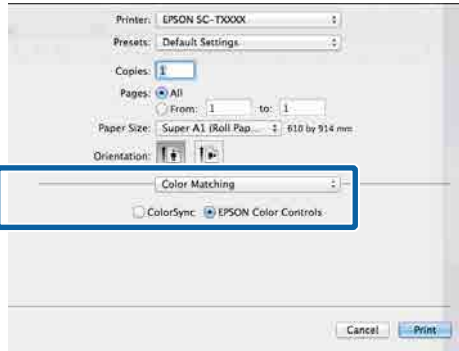 Printer: EPSON SC-TXXXX
Presets: Default Settings
Copies: 1
Pages: All
From: 1 to: 1
Paper Size: Super A1 (Roll Pap... 610 by 914 mm
Orientation:
Color Matching
ColorSync EPSON Color Controls
Cancel Print